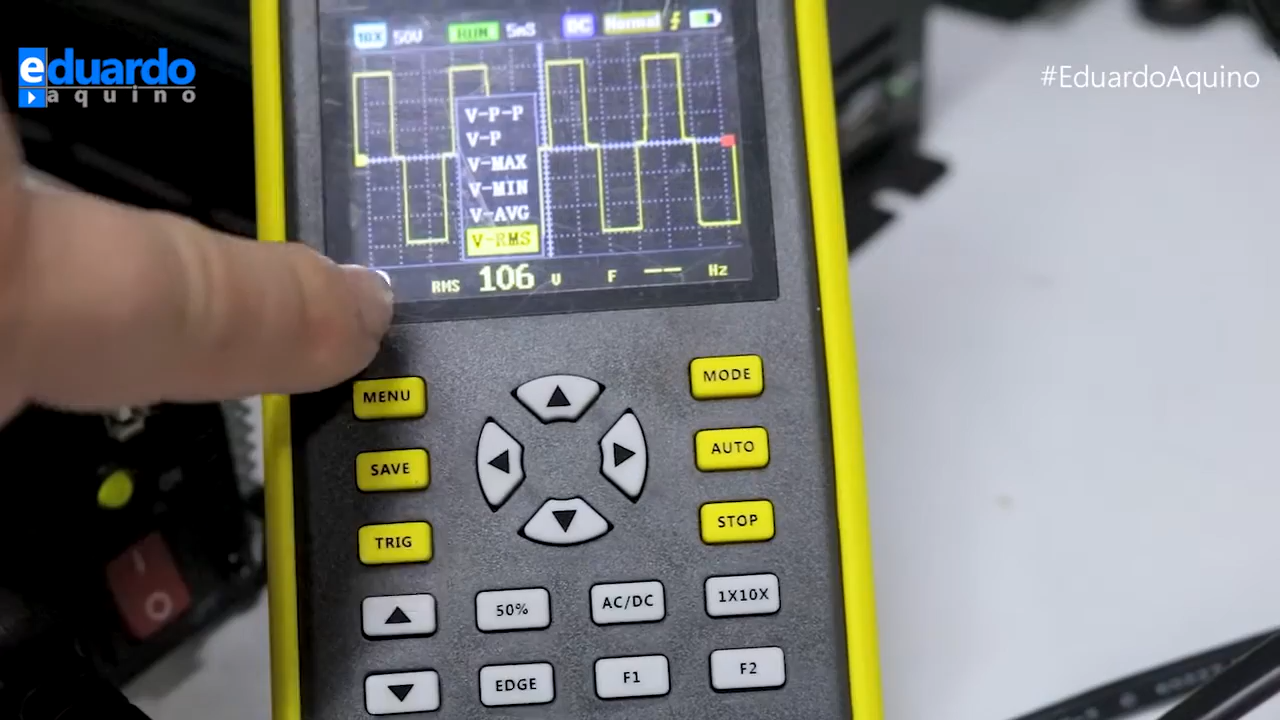 eduardo
aquino
#EduardoAquino
10X 50V RUN 5mS DC Normal
V-P-P
V-P
V-MAX
V-MIN
V-AVG
V-RMS
RMS 106 V F --- Hz
MENU
MODE
SAVE
AUTO
TRIG
STOP
50%
AC/DC
1X10X
EDGE
F1
F2